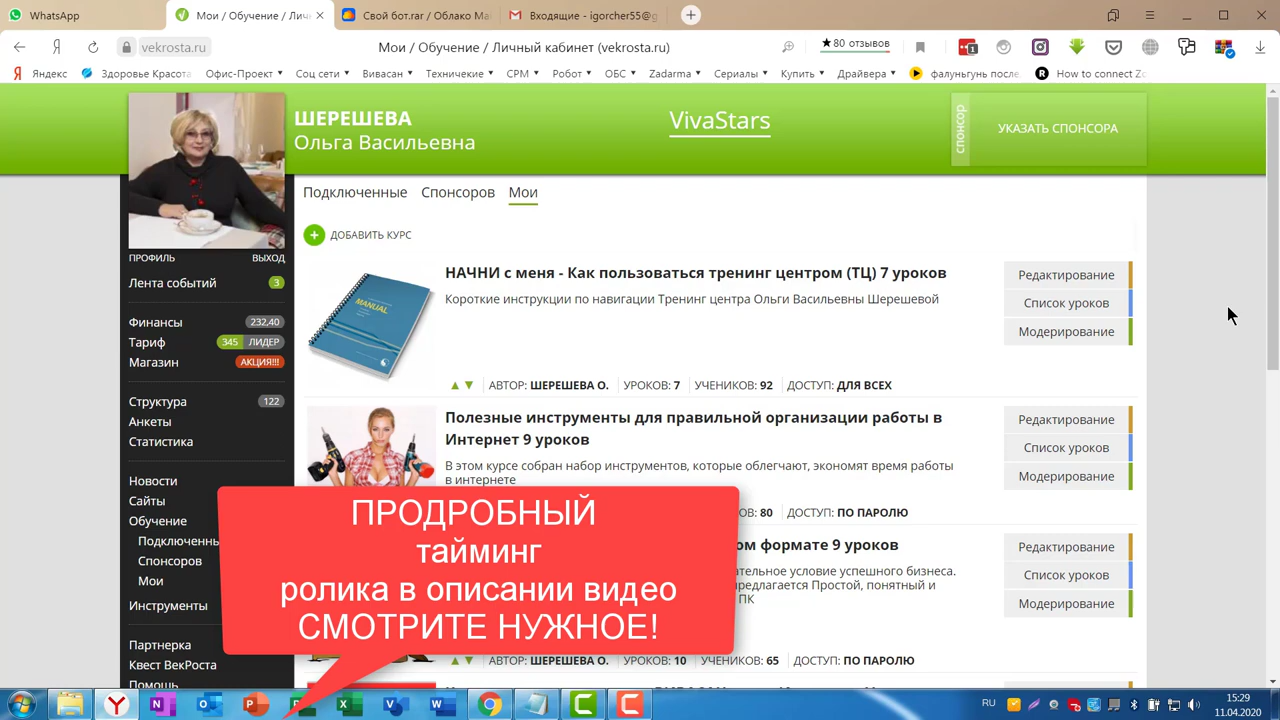 WhatsApp
Мои / Обучение / Личн
Свой бот.rar / Облако Ма
Входящие - igorcher55@g
vekrosta.ru
Мои / Обучение / Личный кабинет (vekrosta.ru)
★80 отзывов
1
Яндекс
Здоровье Красота
Офис-Проект
Соц сети
Вивасан
Технические
СРМ
Робот
ОБС
Zadarma
Сериалы
Купить
Драйвера
фалуньгунь после
How to connect Zo
ШЕРЕШЕВА
Ольга Васильевна
VivaStars
спонсор
УКАЗАТЬ СПОНСОРА
Подключенные Спонсоров Мои
ДОБАВИТЬ КУРС
ПРОФИЛЬ ВЫХОД
Лента событий 3
Финансы 232,40
Тариф 345 ЛИДЕР
Магазин АКЦИЯ!!!
Структура 122
Анкеты
Статистика
Новости
Сайты
Обучение
Подключенны
Спонсоров
Мои
Инструменты
Партнерка
Квест ВекРоста
Помощь
MANUAL
НАЧНИ с меня - Как пользоваться тренинг центром (ТЦ) 7 уроков
Короткие инструкции по навигации Тренинг центра Ольги Васильевны Шерешевой
АВТОР: ШЕРЕШЕВА О. УРОКОВ: 7 УЧЕНИКОВ: 92 ДОСТУП: ДЛЯ ВСЕХ
Редактирование
Список уроков
Модерирование
Полезные инструменты для правильной организации работы в
Интернет 9 уроков
В этом курсе собран набор инструментов, которые облегчают, экономят время работы
в интернете
ОВ: 80 ДОСТУП: ПО ПАРОЛЮ
Редактирование
Список уроков
Модерирование
ом формате 9 уроков
ательное условие успешного бизнеса.
редлагается Простой, понятный и
ПК
АВТОР: ШЕРЕШЕВА О. УРОКОВ: 10 УЧЕНИКОВ: 65 ДОСТУП: ПО ПАРОЛЮ
Редактирование
Список уроков
Модерирование
ПРОДРОБНЫЙ
тайминг
ролика в описании видео
СМОТРИТЕ НУЖНОЕ!
RU
15:29
11.04.2020